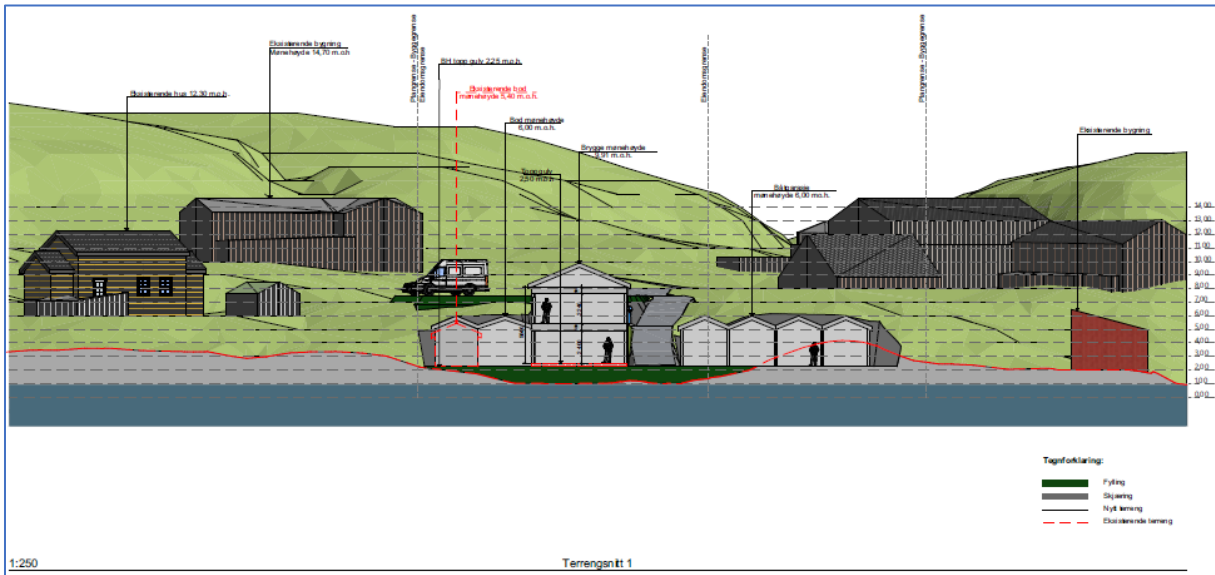 Plangrense - Byggegrense
Eiendomsgrense
Eiendomsgrense
Plangrense - Byggegrense
Eksisterende bygning
Mønehøyde 14,70 m.o.h
BH topp gulv 2,25 m.o.h.
Eksisterende hus 12,30 m.o.h.
Eksisterende bod
mønehøyde 5,40 m.o.h.
Bod mønehøyde
6,00 m.o.h.
Brygge mønehøyde
9,91 m.o.h.
Topp gulv
2,50 m.o.h.
Båtgarasje
mønehøyde 6,00 m.o.h.
Eksisterende bygning
14,00
13,00
12,00
11,00
10,00
9,00
8,00
7,00
6,00
5,00
4,00
3,00
2,00
1,00
0,00
Tegnforklaring:
Fylling
Skjæring
Nytt terreng
Eksisterende terreng
1:250
Terrengsnitt 1